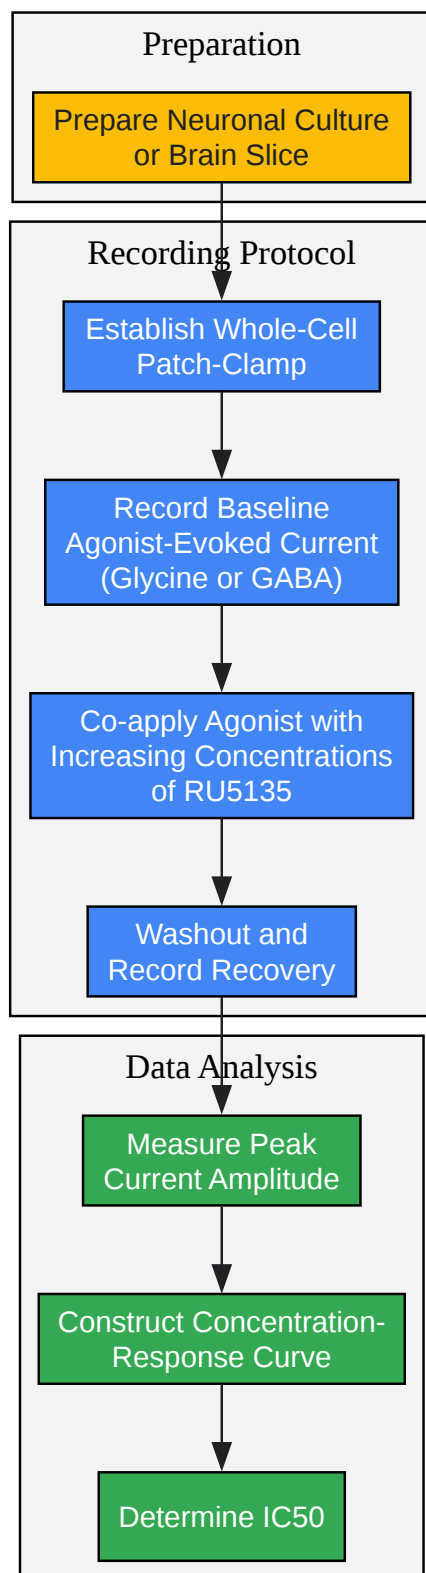 Preparation
Prepare Neuronal Culture
or Brain Slice
Recording Protocol
Establish Whole-Cell
Patch-Clamp
Record Baseline
Agonist-Evoked Current
(Glycine or GABA)
Co-apply Agonist with
Increasing Concentrations
of RU5135
Washout and
Record Recovery
Data Analysis
Measure Peak
Current Amplitude
Construct Concentration-
Response Curve
Determine IC50